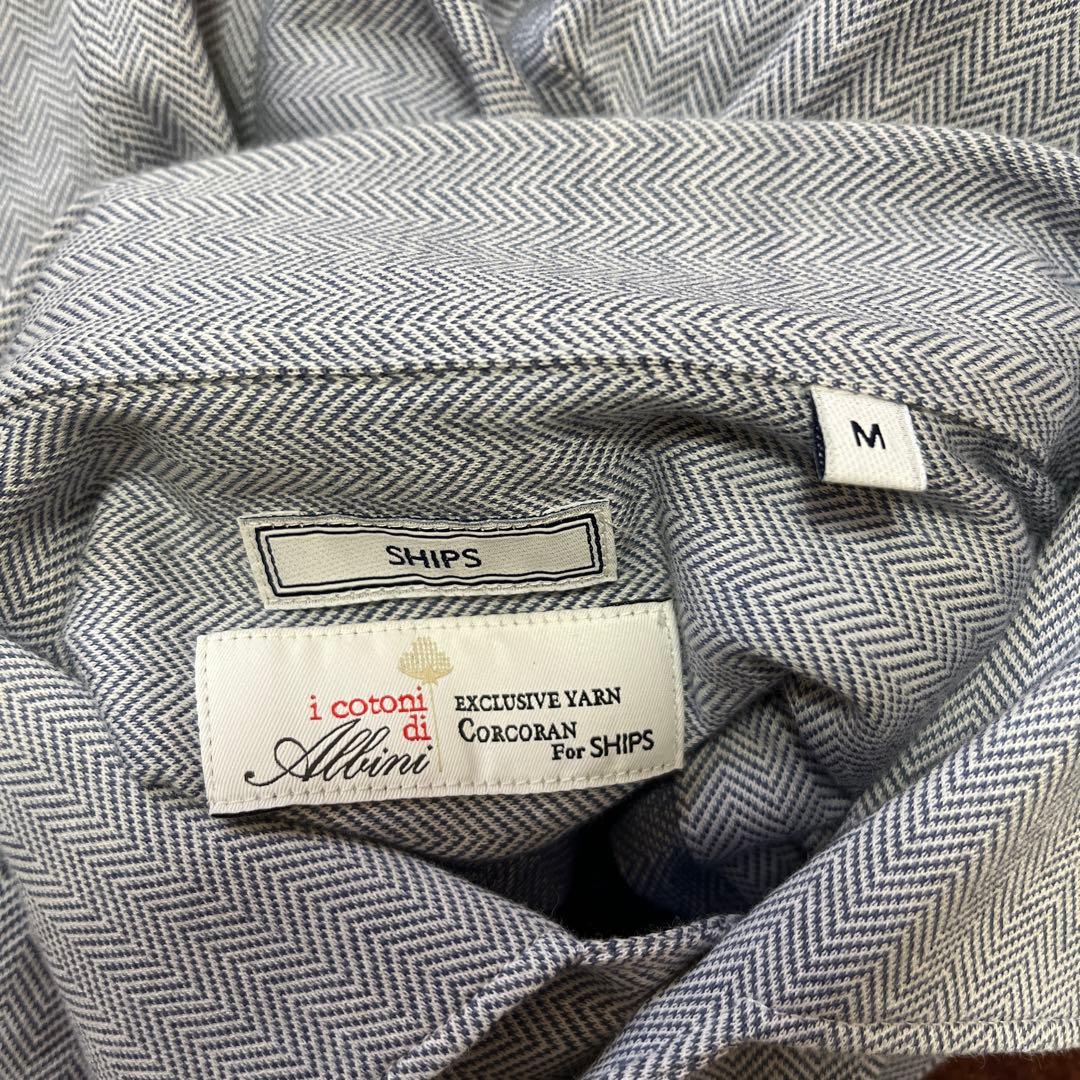 M
SHIPS
i cotoni
di
Albini
EXCLUSIVE YARN
CORCORAN
For SHIPS